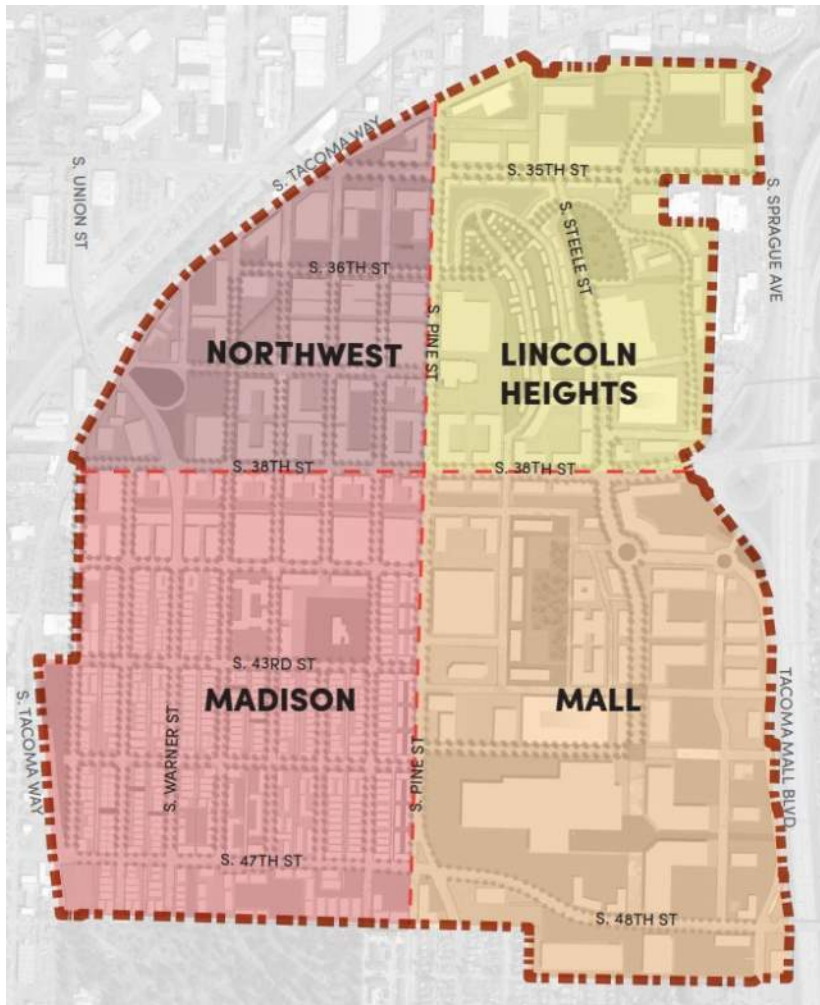 S. TACOMA WAY
S. UNION ST
S. 35TH ST
S. SPRAGUE AVE
S. STEELE ST
S. 36TH ST
S. PINE ST
NORTHWEST
LINCOLN
HEIGHTS
S. 38TH ST
S. 38TH ST
S. 43RD ST
MADISON
MALL
S. TACOMA WAY
S. WARNER ST
S. PINE ST
TACOMA MALL BLVD
S. 47TH ST
S. 48TH ST